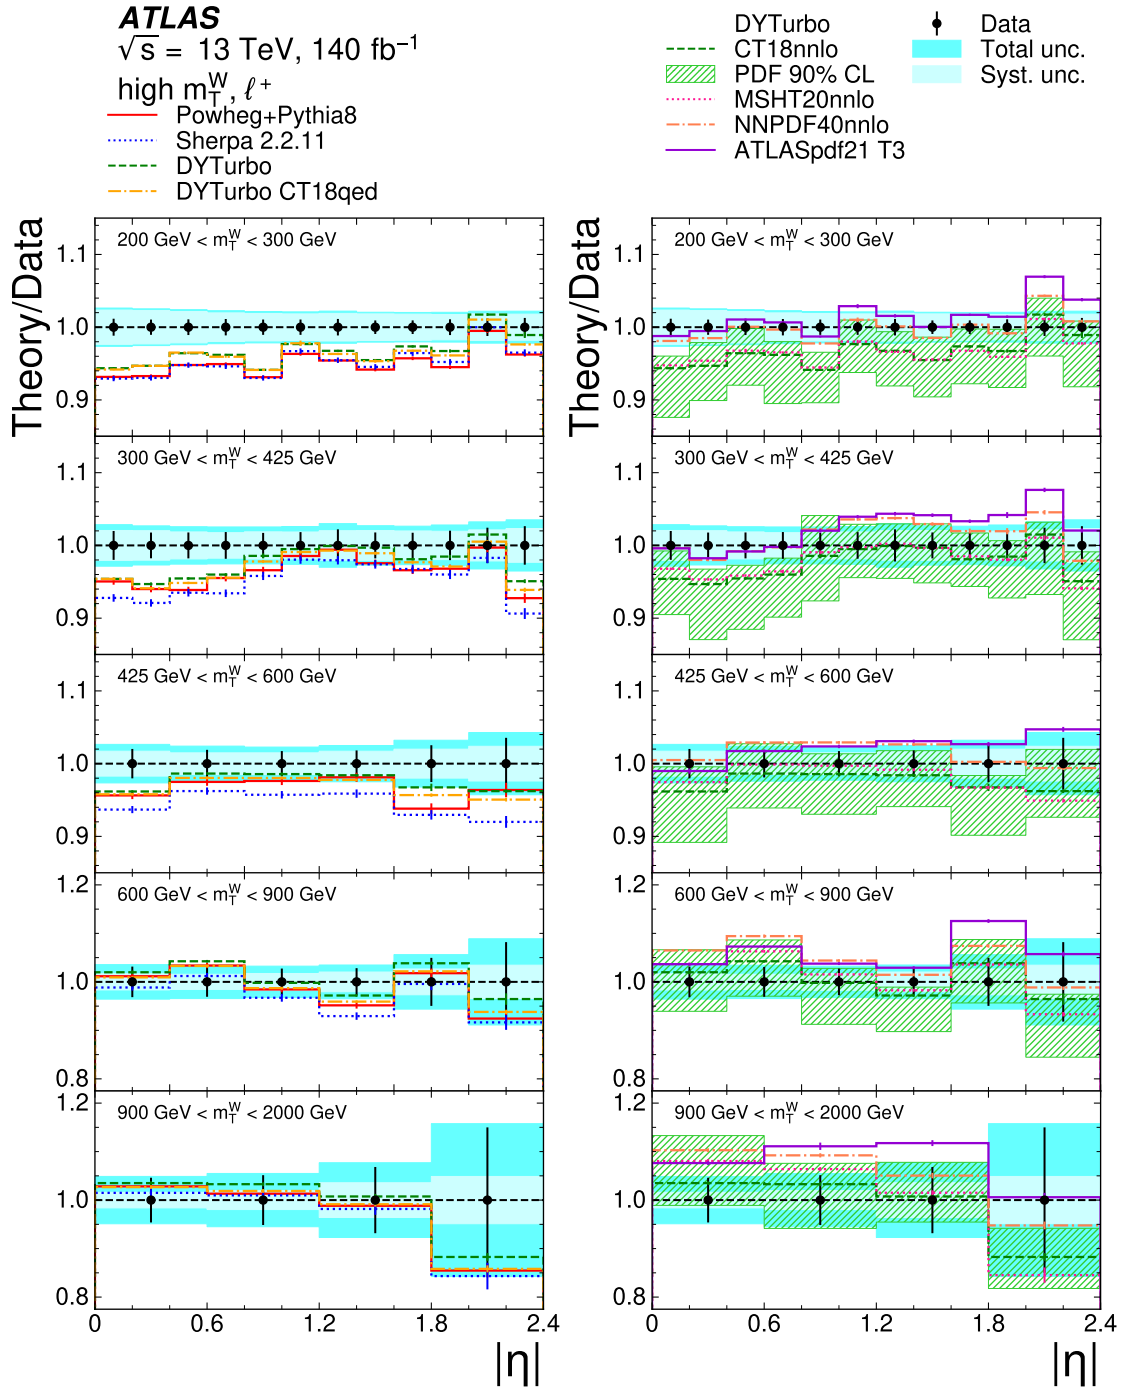 ATLAS
√s = 13 TeV, 140 fb⁻¹
high m_T^W, ℓ⁺
Powheg+Pythia8
Sherpa 2.2.11
DYTurbo
DYTurbo CT18qed
DYTurbo
CT18nnlo
PDF 90% CL
MSHT20nnlo
NNPDF40nnlo
ATLASpdf21 T3
Data
Total unc.
Syst. unc.
Theory/Data
200 GeV < m_T^W < 300 GeV
1.1
1.0
0.9
300 GeV < m_T^W < 425 GeV
1.1
1.0
0.9
425 GeV < m_T^W < 600 GeV
1.1
1.0
0.9
600 GeV < m_T^W < 900 GeV
1.2
1.0
0.8
900 GeV < m_T^W < 2000 GeV
1.2
1.0
0.8
0 0.6 1.2 1.8 2.4
|η|
Theory/Data
200 GeV < m_T^W < 300 GeV
1.1
1.0
0.9
300 GeV < m_T^W < 425 GeV
1.1
1.0
0.9
425 GeV < m_T^W < 600 GeV
1.1
1.0
0.9
600 GeV < m_T^W < 900 GeV
1.2
1.0
0.8
900 GeV < m_T^W < 2000 GeV
1.2
1.0
0.8
0 0.6 1.2 1.8 2.4
|η|